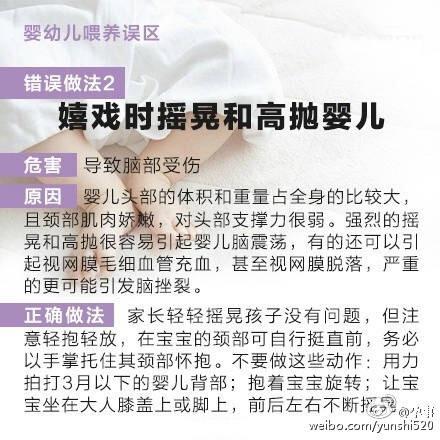 婴幼儿喂养误区
错误做法2
嬉戏时摇晃和高抛婴儿
危害 导致脑部受伤
原因 婴儿头部的体积和重量占全身的比较大，
且颈部肌肉娇嫩，对头部支撑力很弱。强烈的摇
晃和高抛很容易引起婴儿脑震荡，有的还可以引
起视网膜毛细血管充血，甚至视网膜脱落，严重
的更可能引发脑挫裂。
正确做法 家长轻轻摇晃孩子没有问题，但注
意轻抱轻放，在宝宝的颈部可自行挺直前，务必
以手掌托住其颈部怀抱。不要做这些动作：用力
拍打3月以下的婴儿背部；抱着宝宝旋转；让宝
宝坐在大人膝盖上或脚上，前后左右不断摇晃。
weibo.com/yunshi520